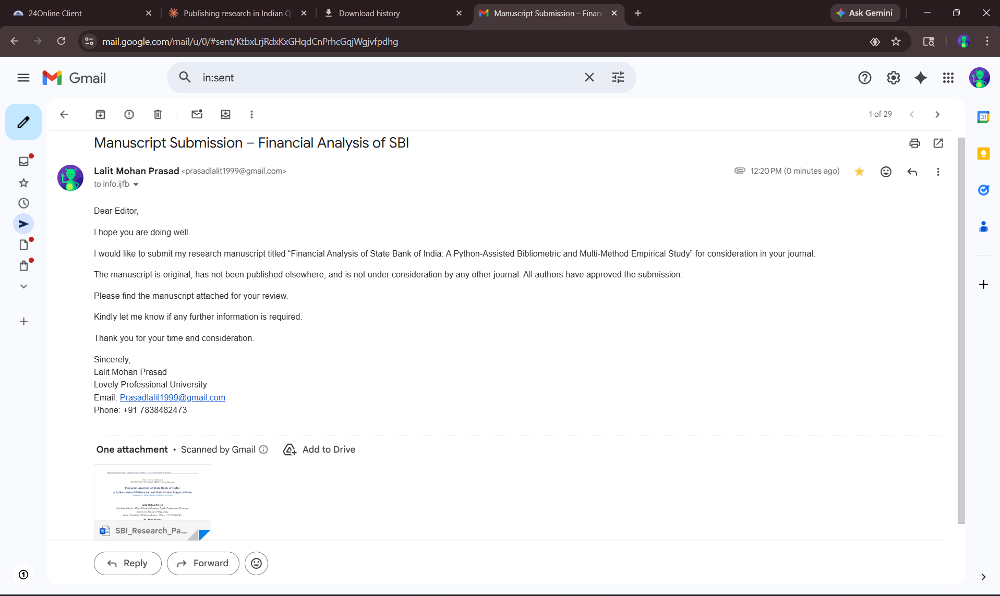 24Online Client
Publishing research in Indian Q
Download history
Manuscript Submission – Financ
Ask Gemini
mail.google.com/mail/u/0/#sent/KtbxLrjRdxKxGHqdCnPrhcGqjWgjvfpdhg
Gmail
in:sent
1 of 29
31
Manuscript Submission – Financial Analysis of SBI
Lalit Mohan Prasad <prasadlalit1999@gmail.com>
12:20 PM (0 minutes ago)
to info.ijfb
Dear Editor,
I hope you are doing well.
I would like to submit my research manuscript titled “Financial Analysis of State Bank of India: A Python-Assisted Bibliometric and Multi-Method Empirical Study” for consideration in your journal.
The manuscript is original, has not been published elsewhere, and is not under consideration by any other journal. All authors have approved the submission.
Please find the manuscript attached for your review.
Kindly let me know if any further information is required.
Thank you for your time and consideration.
Sincerely,
Lalit Mohan Prasad
Lovely Professional University
Email: Prasadlalit1999@gmail.com
Phone: +91 7838482473
One attachment • Scanned by Gmail
Add to Drive
Financial Analysis of State Bank of India:
A Python-Assisted Bibliometric and Multi-Method Empirical Study
Lalit Mohan Prasad
W
SBI_Research_Pa...
Reply
Forward
1